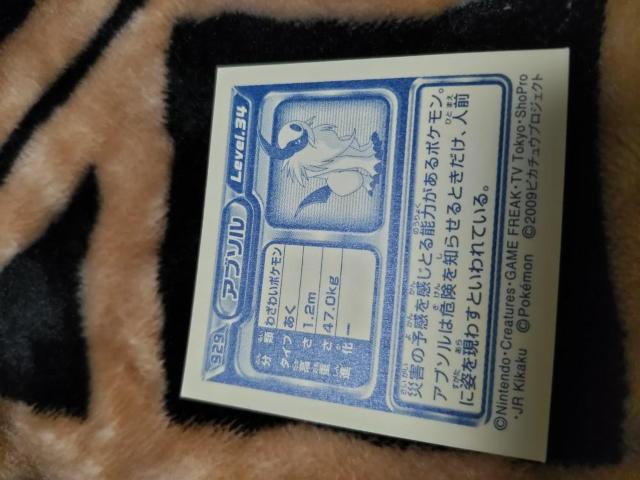 929 アブソル Level.34
分類 わざわいポケモン
タイプ あく
高さ 1.2m
重さ 47.0kg
進化 ー
災害の予感を感じとる能力があるポケモン。
アブソルは危険を知らせるときだけ、人前
に姿を現わすといわれている。
©Nintendo・Creatures・GAME FREAK・TV Tokyo・ShoPro
・JR Kikaku ©Pokémon ©2009ピカチュウプロジェクト